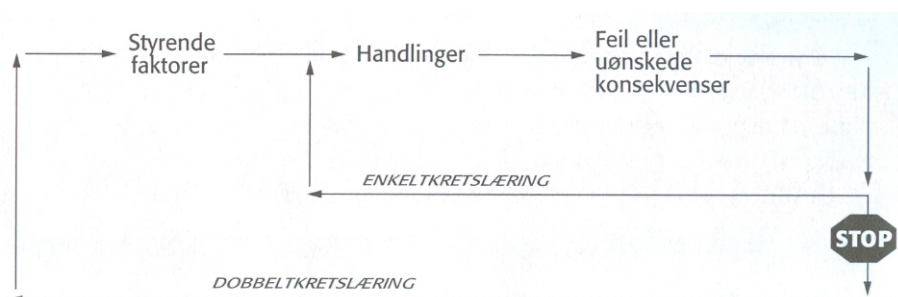 Styrende
faktorer
Handlinger
Feil eller
uønskede
konsekvenser
ENKELTKRETSLÆRING
STOP
DOBBELTKRETSLÆRING